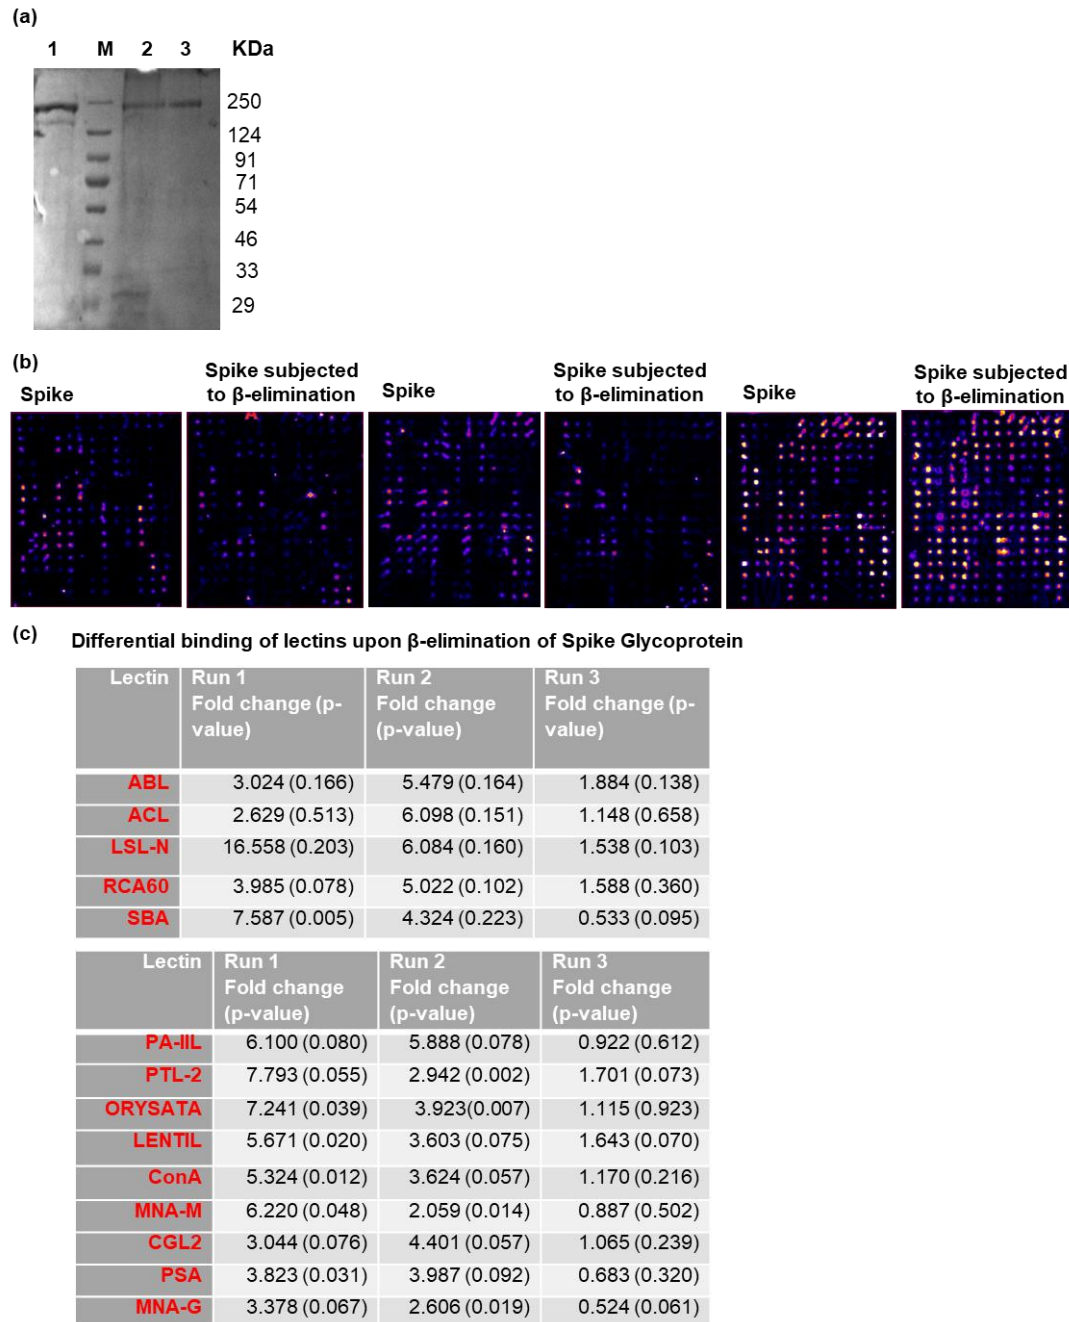 (a)
1 M 2 3 KDa
250
124
91
71
54
46
33
29
(b)
Spike
Spike subjected
to β-elimination
Spike
Spike subjected
to β-elimination
Spike
Spike subjected
to β-elimination
(c) Differential binding of lectins upon β-elimination of Spike Glycoprotein
Lectin Run 1 Fold change (p-value) Run 2 Fold change (p-value) Run 3 Fold change (p-value)
ABL 3.024 (0.166) 5.479 (0.164) 1.884 (0.138)
ACL 2.629 (0.513) 6.098 (0.151) 1.148 (0.658)
LSL-N 16.558 (0.203) 6.084 (0.160) 1.538 (0.103)
RCA60 3.985 (0.078) 5.022 (0.102) 1.588 (0.360)
SBA 7.587 (0.005) 4.324 (0.223) 0.533 (0.095)
Lectin Run 1 Fold change (p-value) Run 2 Fold change (p-value) Run 3 Fold change (p-value)
PA-IIL 6.100 (0.080) 5.888 (0.078) 0.922 (0.612)
PTL-2 7.793 (0.055) 2.942 (0.002) 1.701 (0.073)
ORYSATA 7.241 (0.039) 3.923(0.007) 1.115 (0.923)
LENTIL 5.671 (0.020) 3.603 (0.075) 1.643 (0.070)
ConA 5.324 (0.012) 3.624 (0.057) 1.170 (0.216)
MNA-M 6.220 (0.048) 2.059 (0.014) 0.887 (0.502)
CGL2 3.044 (0.076) 4.401 (0.057) 1.065 (0.239)
PSA 3.823 (0.031) 3.987 (0.092) 0.683 (0.320)
MNA-G 3.378 (0.067) 2.606 (0.019) 0.524 (0.061)